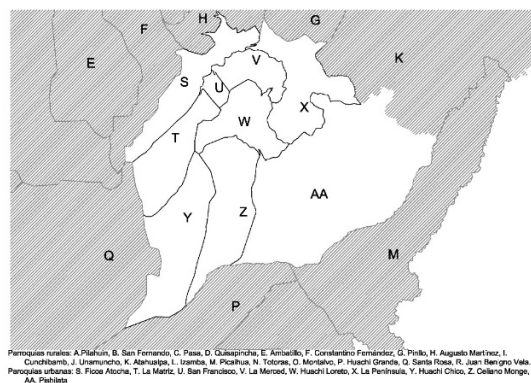 H
G
F
E
K
V
S
U
X
W
T
AA
Y
Z
Q
M
P
Parroquias rurales: A.Pilahuin, B. San Fernando, C. Pasa, D. Quisapincha, E. Ambatillo, F. Constantino Fernández, G. Pinllo, H. Augusto Martinez, I.
Cunchibamb, J. Unamuncho, K. Atahualpa, L. Izamba, M. Picaihua, N. Totoras, O. Montalvo, P. Huachi Grande, Q. Santa Rosa, R. Juan Benigno Vela.
Paroquias urbanas: S. Ficoa Atocha, T. La Matriz, U. San Francisco, V. La Merced, W. Huachi Loreto, X. La Península, Y. Huachi Chico, Z. Celiano Monge,
AA. Pishilata